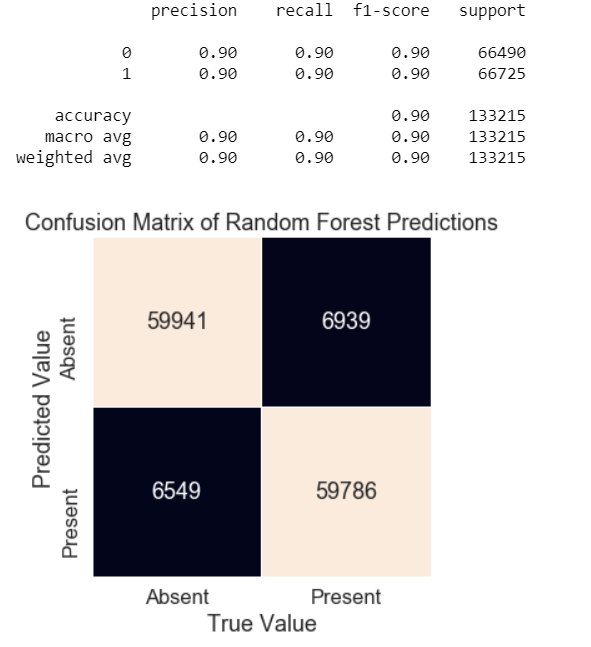 precision recall f1-score support
0 0.90 0.90 0.90 66490
1 0.90 0.90 0.90 66725
accuracy 0.90 133215
macro avg 0.90 0.90 0.90 133215
weighted avg 0.90 0.90 0.90 133215
Confusion Matrix of Random Forest Predictions
Predicted Value
Absent
59941 6939
Present
6549 59786
Absent Present
True Value